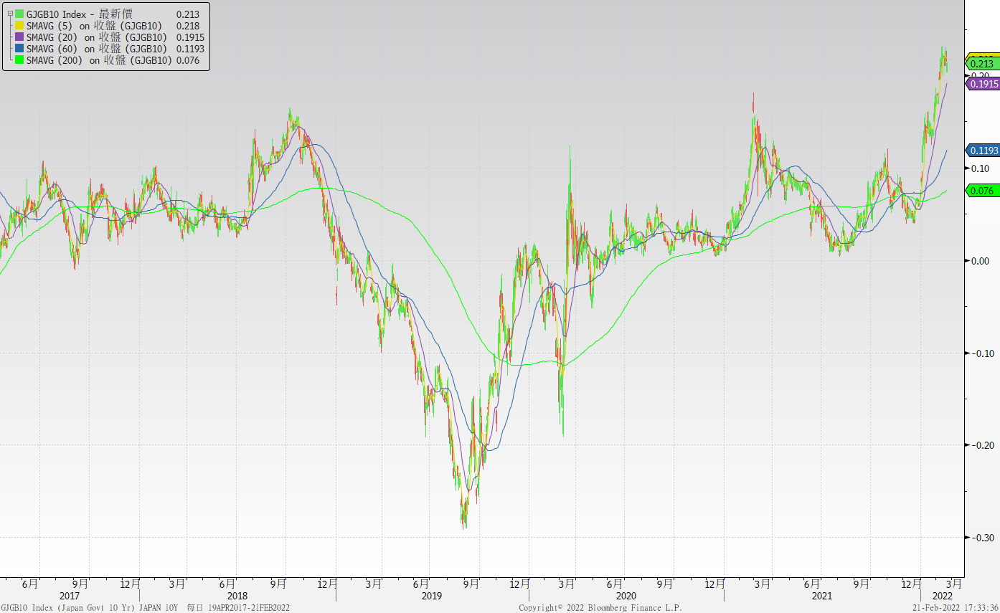 GJGB10 Index - 最新價 0.213
SMAVG (5) on 收盤 (GJGB10) 0.218
SMAVG (20) on 收盤 (GJGB10) 0.1915
SMAVG (60) on 收盤 (GJGB10) 0.1193
SMAVG (200) on 收盤 (GJGB10) 0.076
0.213
0.20
0.1915
0.1193
0.10
0.076
0.00
-0.10
-0.20
-0.30
6月 9月 12月 3月 6月 9月 12月 3月 6月 9月 12月 3月 6月 9月 12月 3月 6月 9月 12月 3月
2017 2018 2019 2020 2021 2022
GJGB10 Index (Japan Govt 10 Yr) JAPAN 10Y 每日 19APR2017-21FEB2022 Copyright© 2022 Bloomberg Finance L.P. 21-Feb-2022 17:33:36